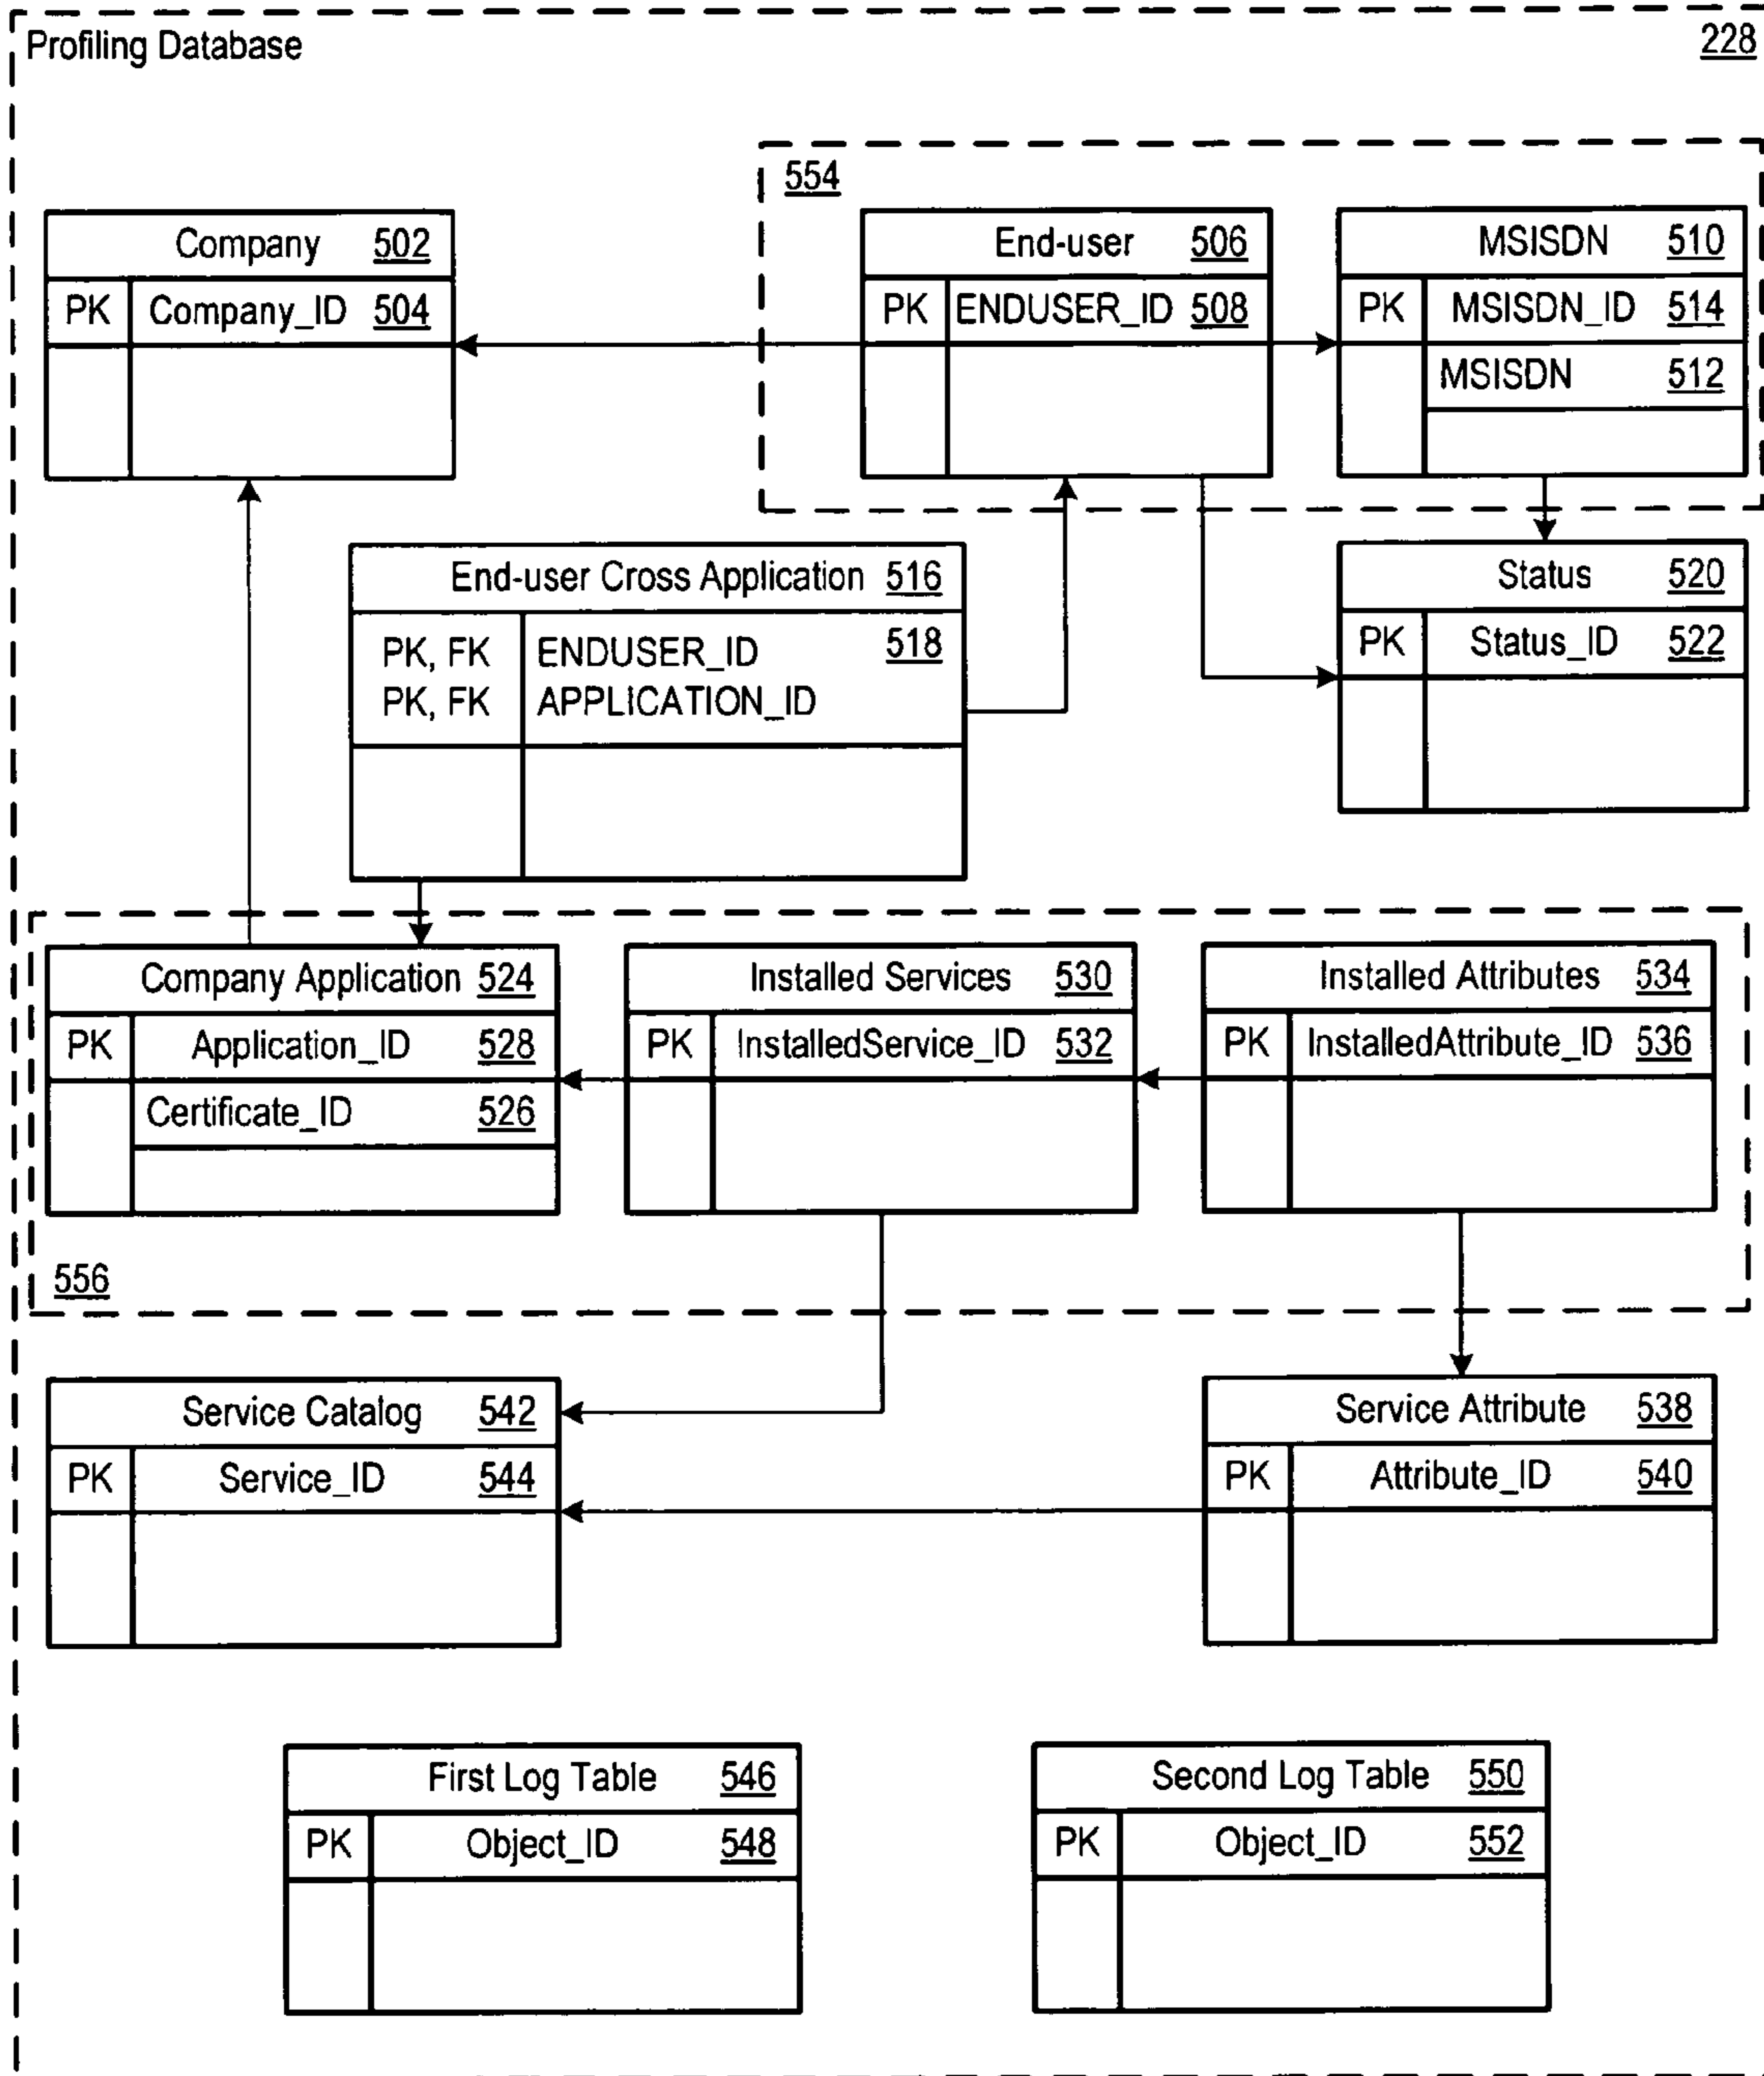 Profiling Database 228
554
Company 502
PK Company_ID 504
End-user 506
PK ENDUSER_ID 508
MSISDN 510
PK MSISDN_ID 514
MSISDN 512
End-user Cross Application 516
PK, FK ENDUSER_ID 518
PK, FK APPLICATION_ID
Status 520
PK Status_ID 522
Company Application 524
PK Application_ID 528
Certificate_ID 526
Installed Services 530
PK InstalledService_ID 532
Installed Attributes 534
PK InstalledAttribute_ID 536
556
Service Catalog 542
PK Service_ID 544
Service Attribute 538
PK Attribute_ID 540
First Log Table 546
PK Object_ID 548
Second Log Table 550
PK Object_ID 552